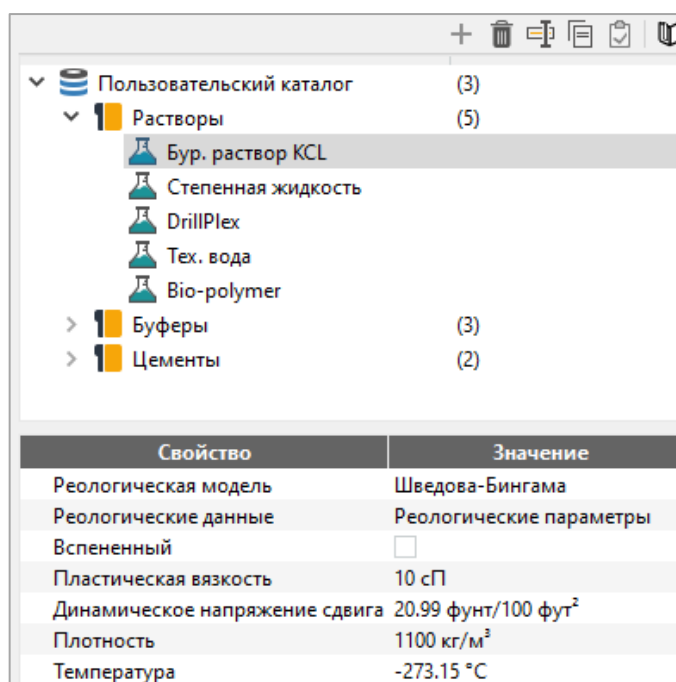 Пользовательский каталог (3)
Растворы (5)
Бур. раствор KCL
Степенная жидкость
DrillPlex
Тех. вода
Bio-polymer
Буферы (3)
Цементы (2)
Свойство Значение
Реологическая модель Шведова-Бингама
Реологические данные Реологические параметры
Вспененный
Пластическая вязкость 10 сП
Динамическое напряжение сдвига 20.99 фунт/100 фут²
Плотность 1100 кг/м³
Температура -273.15 °C